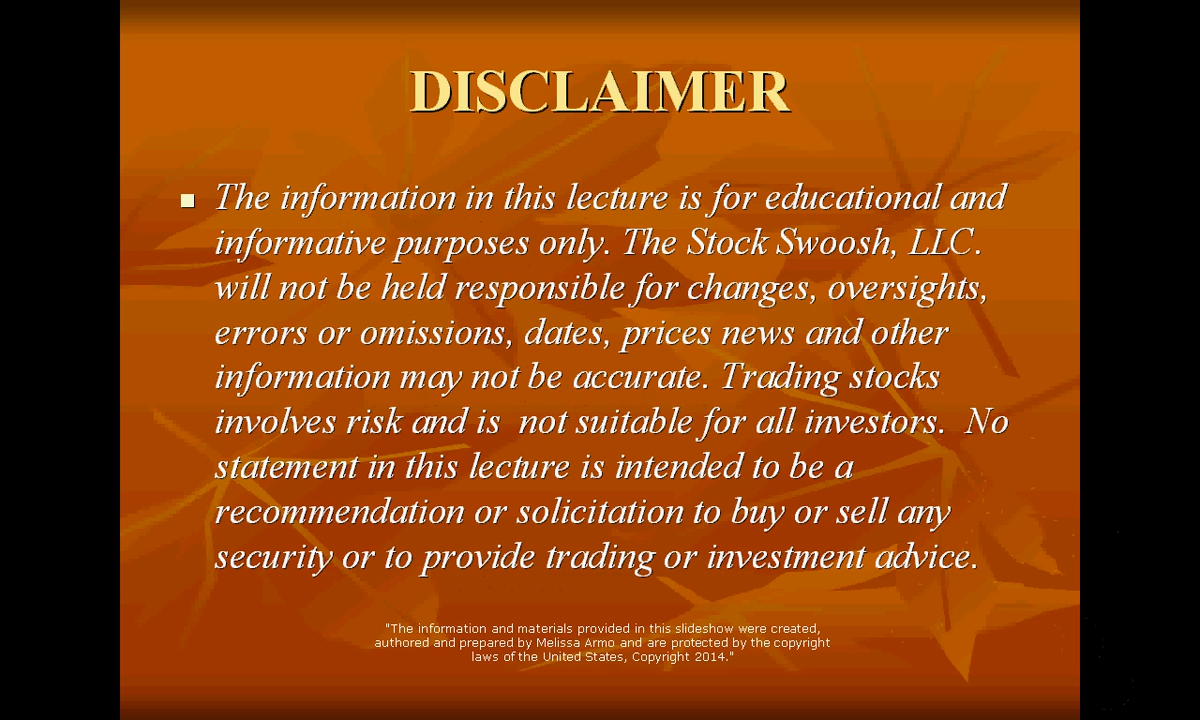 DISCLAIMER
The information in this lecture is for educational and
informative purposes only. The Stock Swoosh, LLC.
will not be held responsible for changes, oversights,
errors or omissions, dates, prices news and other
information may not be accurate. Trading stocks
involves risk and is  not suitable for all investors.  No
statement in this lecture is intended to be a
recommendation or solicitation to buy or sell any
security or to provide trading or investment advice.
"The information and materials provided in this slideshow were created,
authored and prepared by Melissa Armo and are protected by the copyright
laws of the United States, Copyright 2014."